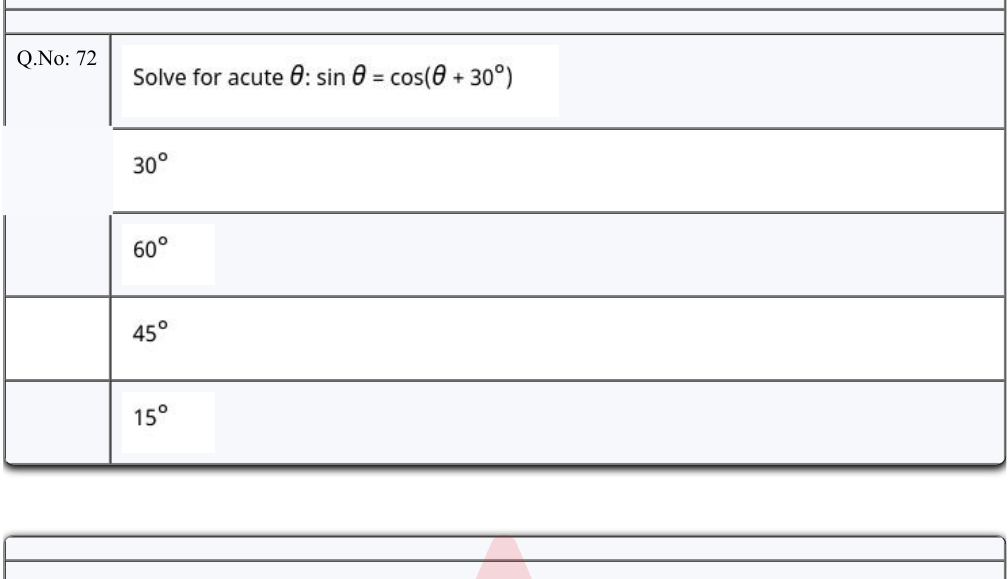 Q.No: 72
Solve for acute θ: sin θ = cos(θ + 30°)
30°
60°
45°
15°